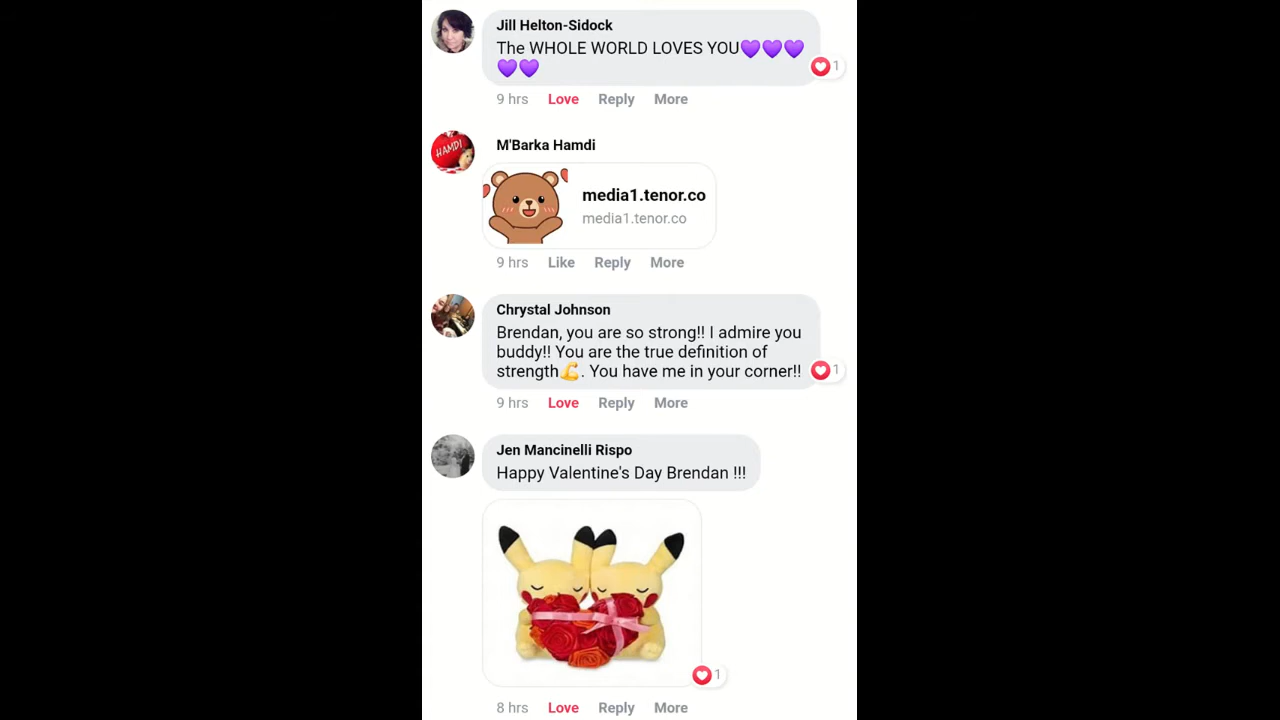 Jill Helton-Sidock
The WHOLE WORLD LOVES YOU💜💜💜
💜💜
1
9 hrs Love Reply More
HAMDI
M'Barka Hamdi
media1.tenor.co
media1.tenor.co
9 hrs Like Reply More
Chrystal Johnson
Brendan, you are so strong!! I admire you
buddy!! You are the true definition of
strength💪. You have me in your corner!!
1
9 hrs Love Reply More
Jen Mancinelli Rispo
Happy Valentine's Day Brendan !!!
1
8 hrs Love Reply More